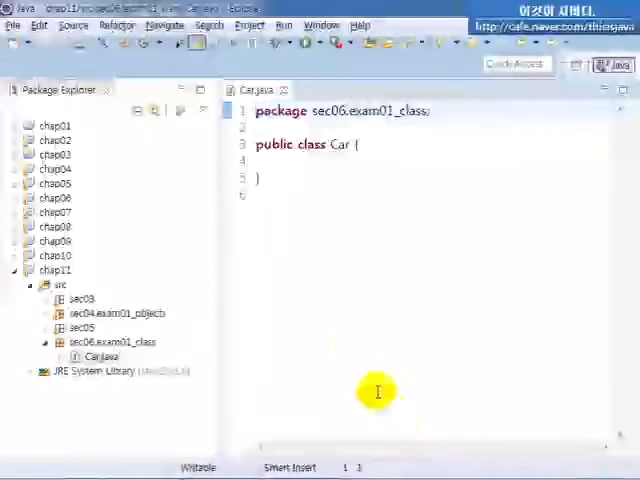 Java - chap11/src/sec06/exam01_class/Car.java - Eclipse
이것이 자바다.
http://cafe.naver.com/thisjava
File Edit Source Refactor Navigate Search Project Run Window Help
Quick Access
Java
Package Explorer
Car.java
chap01
chap02
chap03
chap04
chap05
chap06
chap07
chap08
chap09
chap10
chap11
src
sec03
sec04.exam01_objects
sec05
sec06.exam01_class
Car.java
JRE System Library
1 package sec06.exam01_class;
2
3 public class Car {
4
5 }
6
Writable Smart Insert 1 : 1